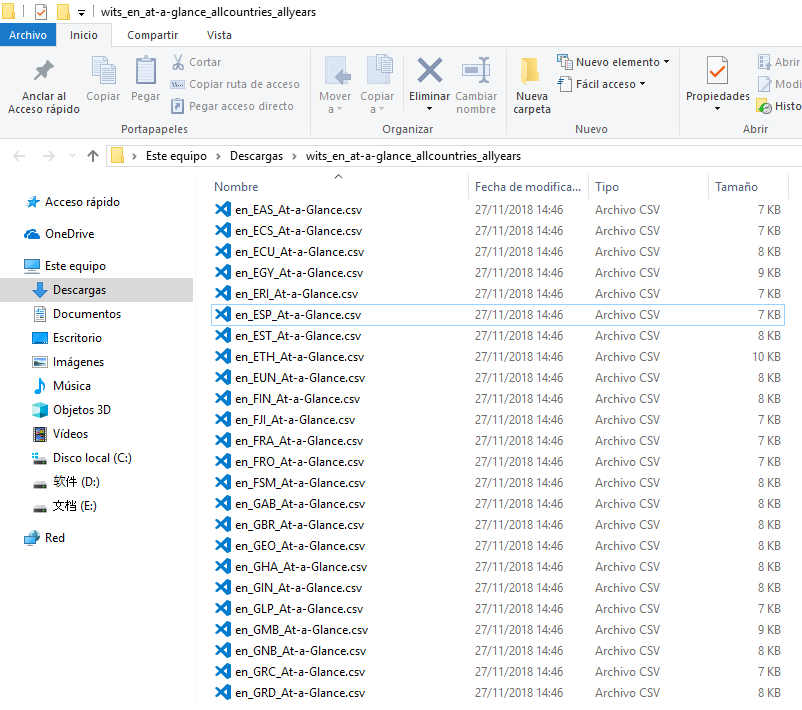 wits_en_at-a-glance_allcountries_allyears
Archivo Inicio Compartir Vista
Anclar al Acceso rápido
Copiar
Pegar
Cortar
Copiar ruta de acceso
Pegar acceso directo
Portapapeles
Mover a
Copiar a
Eliminar
Cambiar nombre
Organizar
Nueva carpeta
Nuevo elemento
Fácil acceso
Nuevo
Propiedades
Abrir
Modi
Histo
Abrir
Este equipo > Descargas > wits_en_at-a-glance_allcountries_allyears
Acceso rápido
OneDrive
Este equipo
Descargas
Documentos
Escritorio
Imágenes
Música
Objetos 3D
Vídeos
Disco local (C:)
软件 (D:)
文档 (E:)
Red
Nombre Fecha de modifica... Tipo Tamaño
en_EAS_At-a-Glance.csv 27/11/2018 14:46 Archivo CSV 7 KB
en_ECS_At-a-Glance.csv 27/11/2018 14:46 Archivo CSV 7 KB
en_ECU_At-a-Glance.csv 27/11/2018 14:46 Archivo CSV 8 KB
en_EGY_At-a-Glance.csv 27/11/2018 14:46 Archivo CSV 9 KB
en_ERI_At-a-Glance.csv 27/11/2018 14:46 Archivo CSV 7 KB
en_ESP_At-a-Glance.csv 27/11/2018 14:46 Archivo CSV 7 KB
en_EST_At-a-Glance.csv 27/11/2018 14:46 Archivo CSV 8 KB
en_ETH_At-a-Glance.csv 27/11/2018 14:46 Archivo CSV 10 KB
en_EUN_At-a-Glance.csv 27/11/2018 14:46 Archivo CSV 8 KB
en_FIN_At-a-Glance.csv 27/11/2018 14:46 Archivo CSV 8 KB
en_FJI_At-a-Glance.csv 27/11/2018 14:46 Archivo CSV 7 KB
en_FRA_At-a-Glance.csv 27/11/2018 14:46 Archivo CSV 7 KB
en_FRO_At-a-Glance.csv 27/11/2018 14:46 Archivo CSV 7 KB
en_FSM_At-a-Glance.csv 27/11/2018 14:46 Archivo CSV 8 KB
en_GAB_At-a-Glance.csv 27/11/2018 14:46 Archivo CSV 8 KB
en_GBR_At-a-Glance.csv 27/11/2018 14:46 Archivo CSV 8 KB
en_GEO_At-a-Glance.csv 27/11/2018 14:46 Archivo CSV 8 KB
en_GHA_At-a-Glance.csv 27/11/2018 14:46 Archivo CSV 8 KB
en_GIN_At-a-Glance.csv 27/11/2018 14:46 Archivo CSV 8 KB
en_GLP_At-a-Glance.csv 27/11/2018 14:46 Archivo CSV 7 KB
en_GMB_At-a-Glance.csv 27/11/2018 14:46 Archivo CSV 9 KB
en_GNB_At-a-Glance.csv 27/11/2018 14:46 Archivo CSV 8 KB
en_GRC_At-a-Glance.csv 27/11/2018 14:46 Archivo CSV 7 KB
en_GRD_At-a-Glance.csv 27/11/2018 14:46 Archivo CSV 8 KB